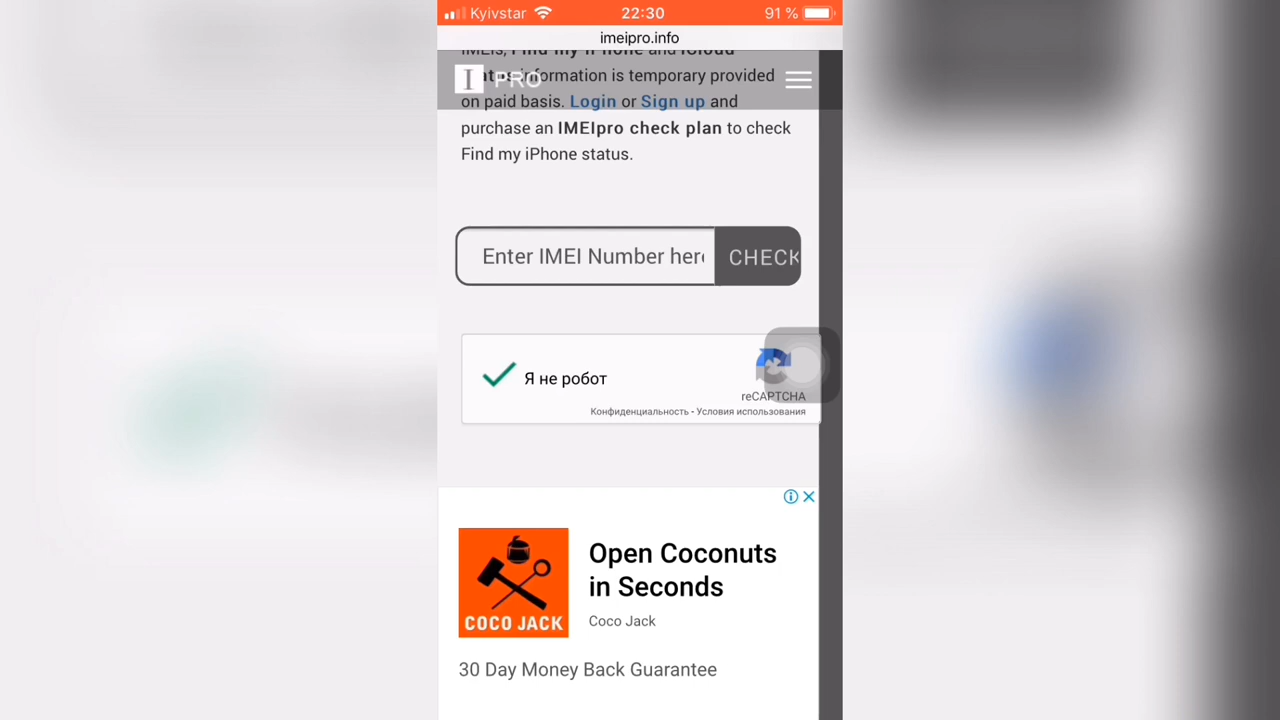 Kyivstar 22:30 91 %
imeipro.info
IMEIs, Find my iPhone and iCloud
I PRO
status information is temporary provided
on paid basis. Login or Sign up and
purchase an IMEIpro check plan to check
Find my iPhone status.
Enter IMEI Number here CHECK
Я не робот
reCAPTCHA
Конфиденциальность - Условия использования
Open Coconuts
in Seconds
COCO JACK
Coco Jack
30 Day Money Back Guarantee